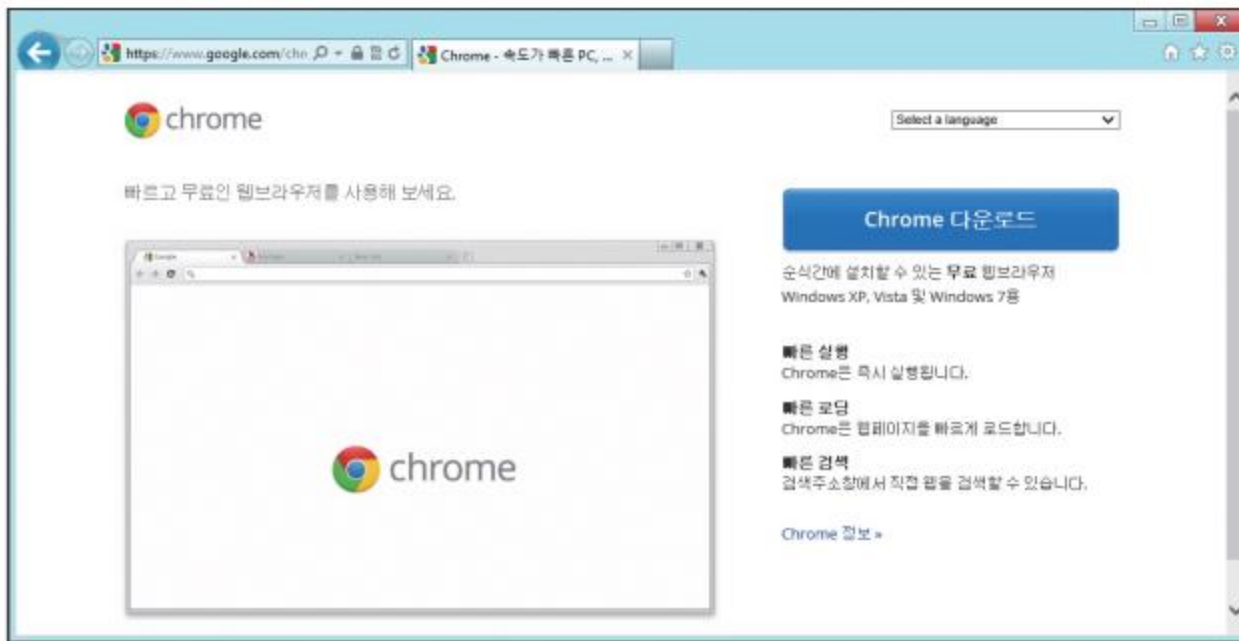 https://www.google.com/chr
Chrome - 속도가 빠른 PC, ...
chrome
Select a language
빠르고 무료인 웹브라우저를 사용해 보세요.
Chrome 다운로드
순식간에 설치할 수 있는 무료 웹브라우저
Windows XP, Vista 및 Windows 7용
빠른 실행
Chrome은 즉시 실행됩니다.
빠른 로딩
Chrome은 웹페이지를 빠르게 로드합니다.
빠른 검색
검색주소창에서 직접 웹을 검색할 수 있습니다.
Chrome 정보 »
chrome